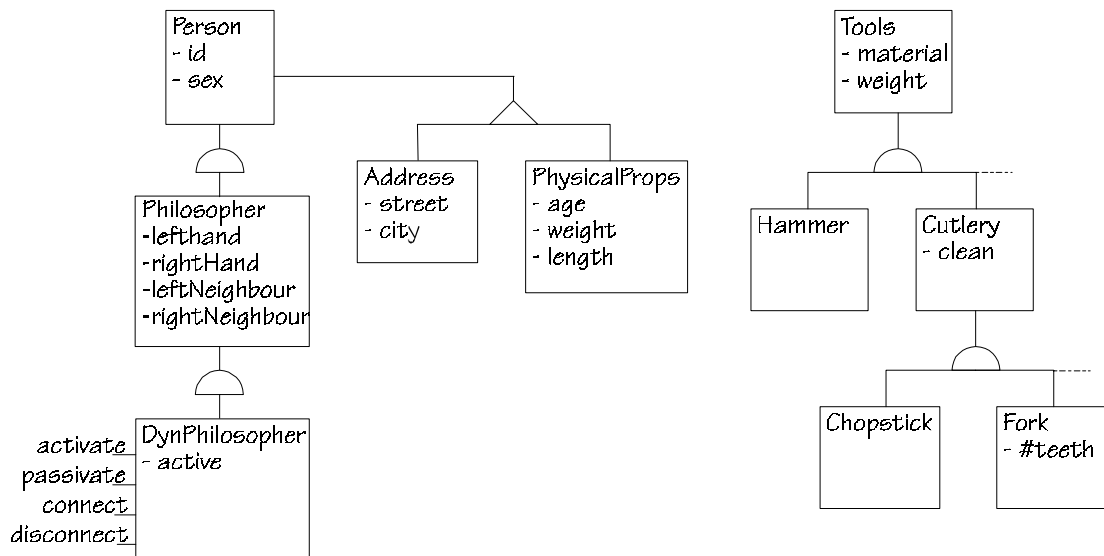 Person
- id
- sex
Address
- street
- city
PhysicalProps
- age
- weight
- length
Philosopher
-lefthand
-rightHand
-leftNeighbour
-rightNeighbour
DynPhilosopher
- active
activate
passivate
connect
disconnect
Tools
- material
- weight
Hammer
Cutlery
- clean
Chopstick
Fork
- #teeth